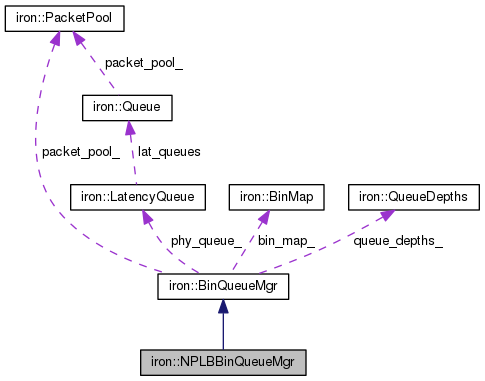 iron::PacketPool
packet_pool_
iron::Queue
packet_pool_
lat_queues
iron::LatencyQueue
iron::BinMap
iron::QueueDepths
phy_queue_
bin_map_
queue_depths_
iron::BinQueueMgr
iron::NPLBBinQueueMgr